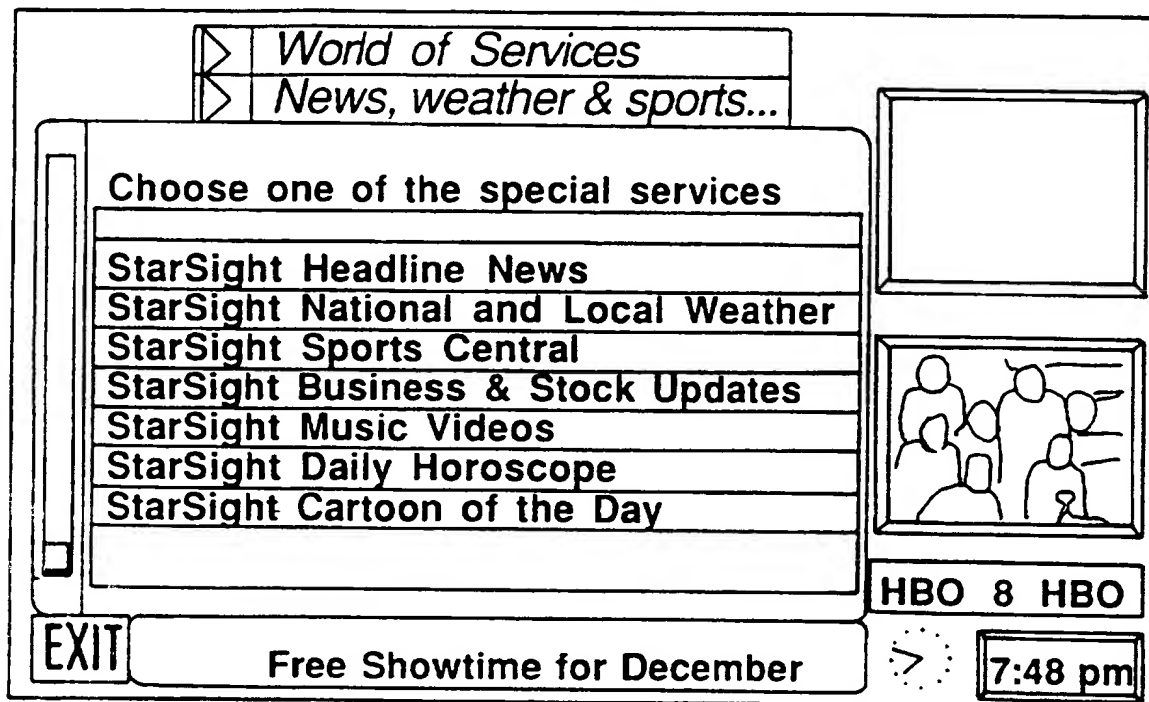 World of Services
News, weather & sports...
Choose one of the special services
StarSight Headline News
StarSight National and Local Weather
StarSight Sports Central
StarSight Business & Stock Updates
StarSight Music Videos
StarSight Daily Horoscope
StarSight Cartoon of the Day
HBO 8 HBO
EXIT
Free Showtime for December
7:48 pm